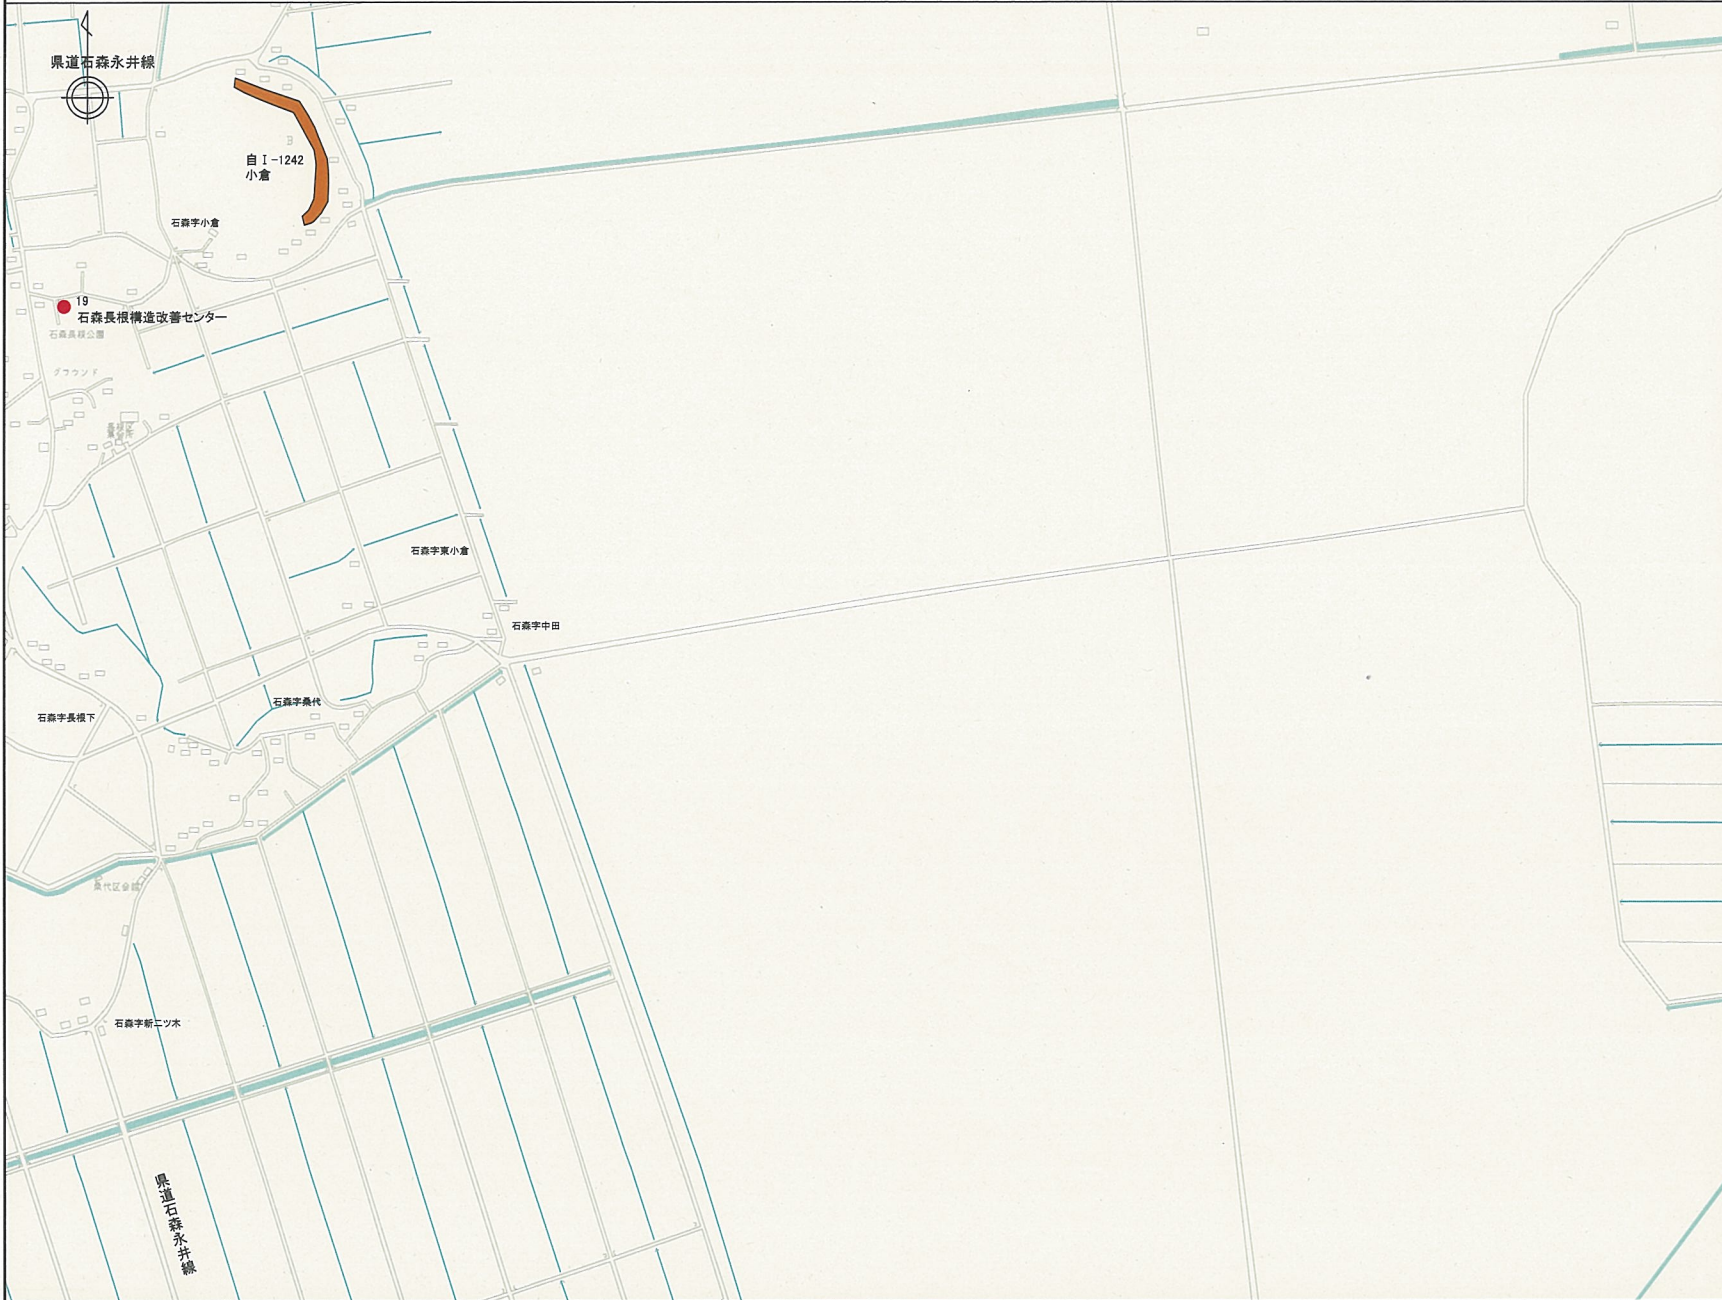 県道石森永井線
自Ⅰ-1242
小倉
石森字小倉
19
石森長根構造改善センター
石森長根公園
グラウンド
石森字東小倉
石森字中田
石森字桑代
石森字長根下
桑代区会館
石森字新二ツ木
県道石森永井線